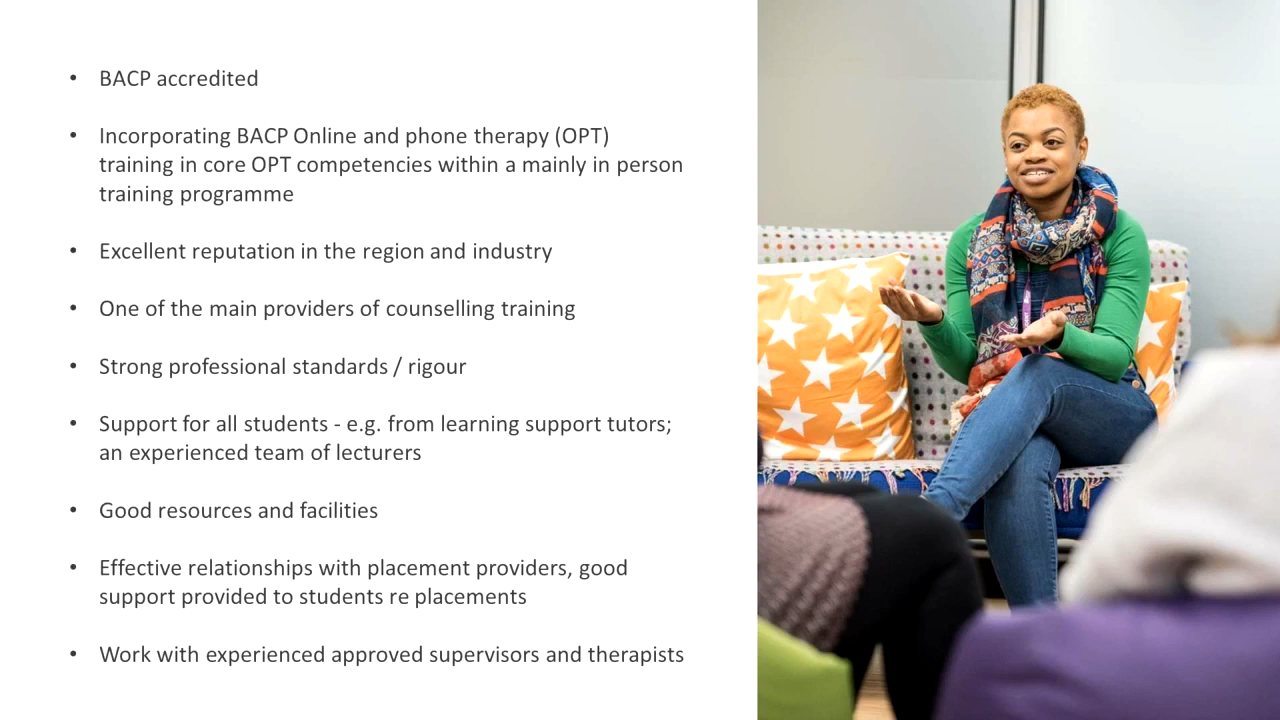 • BACP accredited
• Incorporating BACP Online and phone therapy (OPT)
training in core OPT competencies within a mainly in person
training programme
• Excellent reputation in the region and industry
• One of the main providers of counselling training
• Strong professional standards / rigour
• Support for all students - e.g. from learning support tutors;
an experienced team of lecturers
• Good resources and facilities
• Effective relationships with placement providers, good
support provided to students re placements
• Work with experienced approved supervisors and therapists